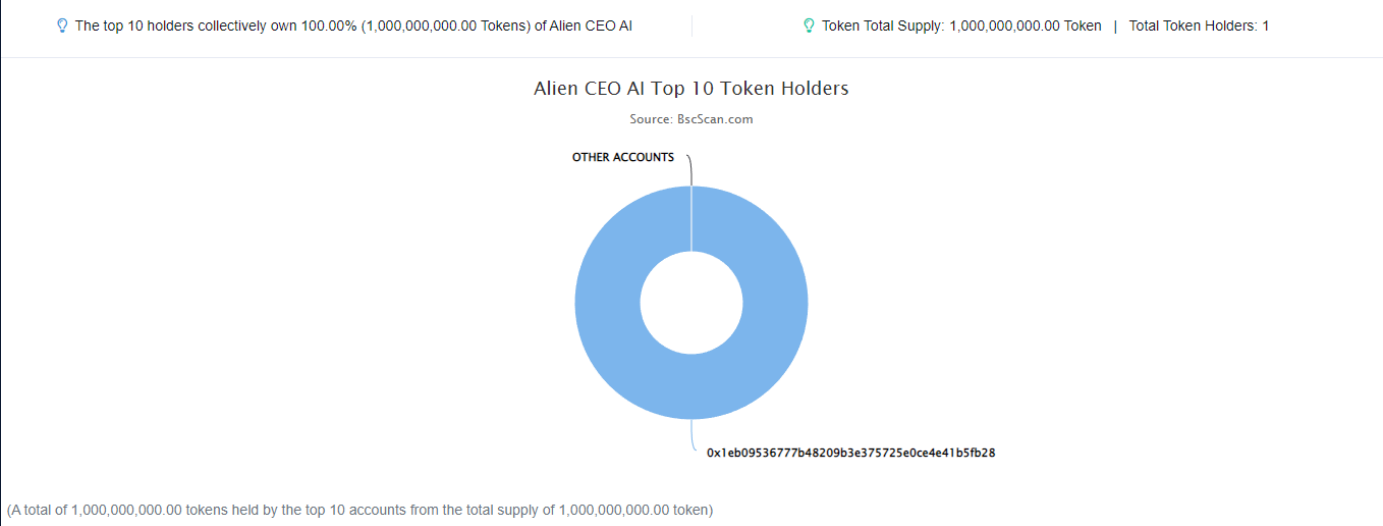 The top 10 holders collectively own 100.00% (1,000,000,000.00 Tokens) of Alien CEO AI
Token Total Supply: 1,000,000,000.00 Token | Total Token Holders: 1
Alien CEO AI Top 10 Token Holders
Source: BscScan.com
OTHER ACCOUNTS
0x1eb09536777b48209b3e375725e0ce4e41b5fb28
(A total of 1,000,000,000.00 tokens held by the top 10 accounts from the total supply of 1,000,000,000.00 token)